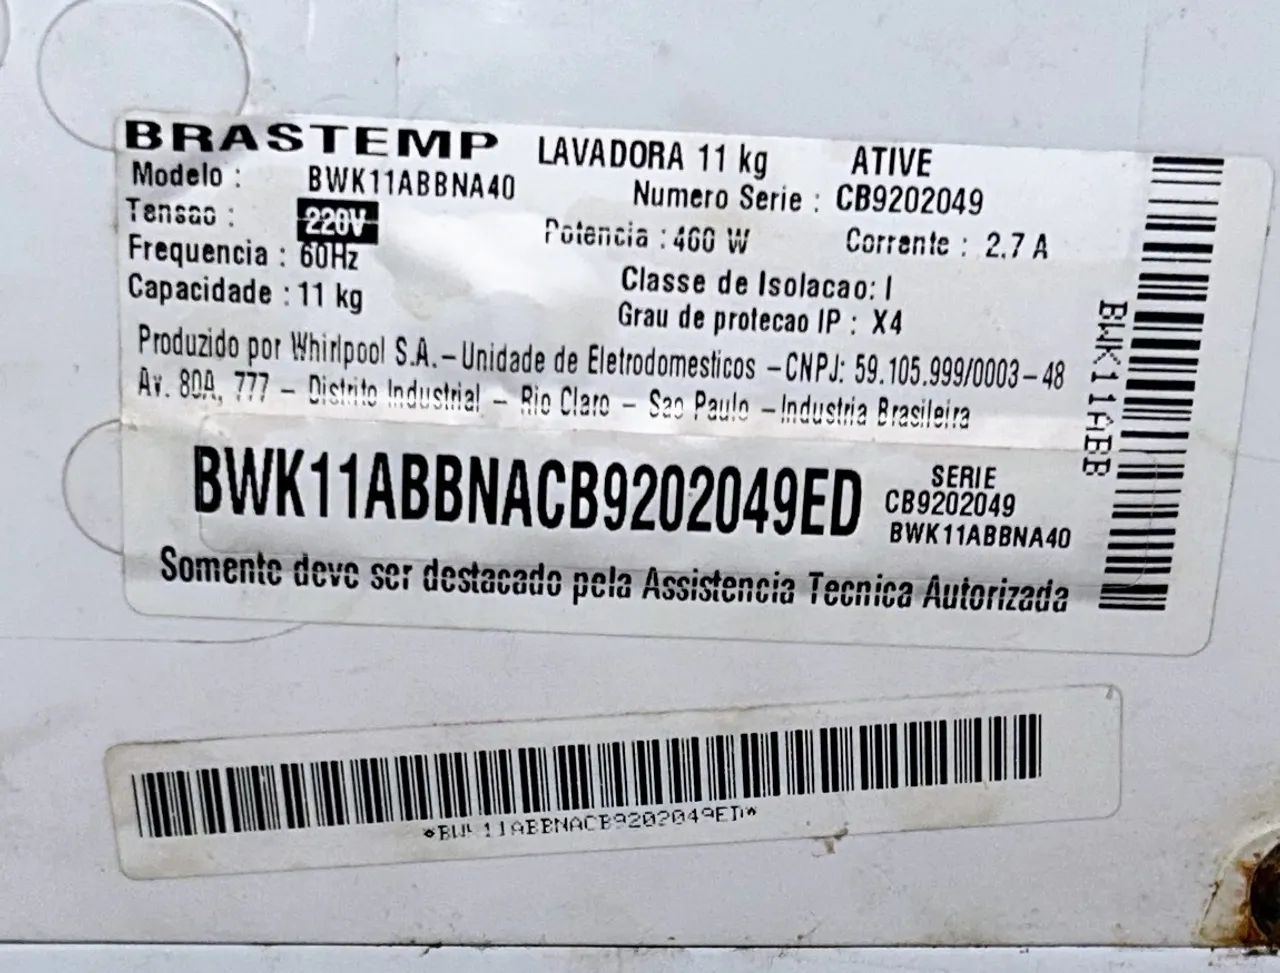 BRASTEMP LAVADORA 11 kg ATIVE
Modelo : BWK11ABBNA40 Numero Serie : CB9202049
Tensao : 220V Potencia : 460 W Corrente : 2.7 A
Frequencia : 60Hz Classe de Isolacao: I
Capacidade : 11 kg Grau de protecao IP : X4
Produzido por Whirlpool S.A.-Unidade de Eletrodomesticos -CNPJ: 59.105.999/0003-48
Av. 80A, 777 - Distrito Industrial - Rio Claro - Sao Paulo -Industria Brasileira
BWK11ABBNACB9202049ED
SERIE
CB9202049
BWK11ABBNA40
Somente deve ser destacado pela Assistencia Tecnica Autorizada
BWK11ABB
*BWK11ABBNACB9202049ED*